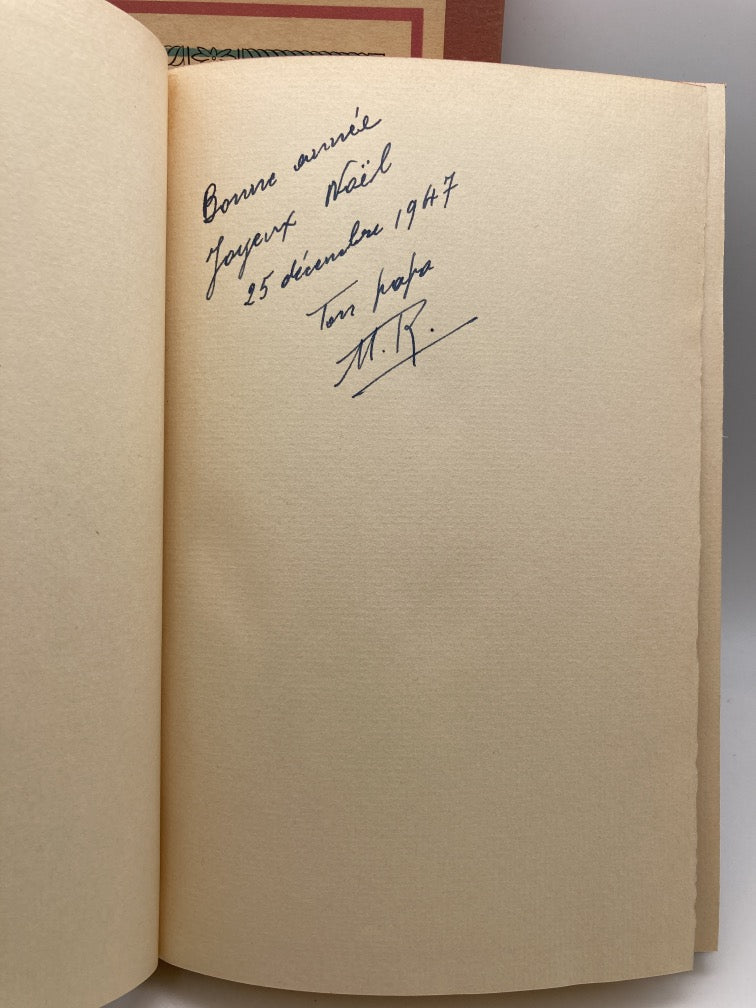 Bonne année
Joyeux Noël
25 décembre 1947
Ton papa
M.R.